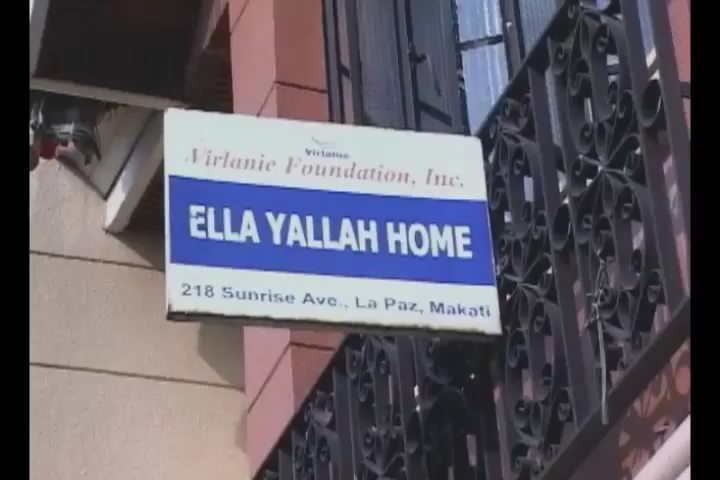 Virlanie
Virlanie Foundation, Inc.
ELLA YALLAH HOME
218 Sunrise Ave., La Paz, Makati